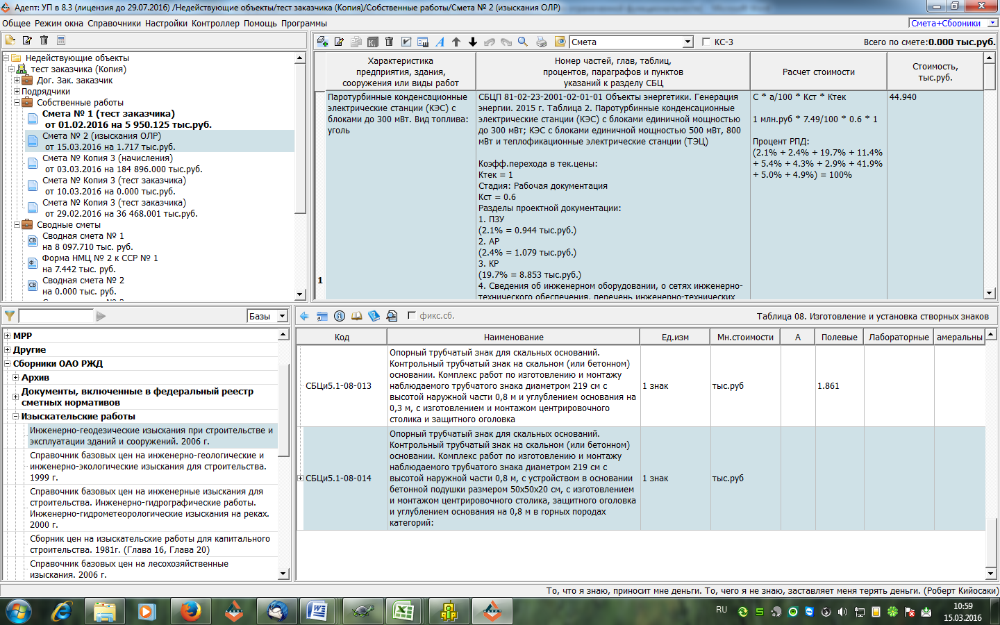 Адепт: УП в 8.3 (лицензия до 29.07.2016) /Недействующие объекты/тест заказчика (Копия)/Собственные работы/Смета № 2 (изыскания ОЛР)
Общее Режим окна Справочники Настройки Контроллер Помощь Программы
Смета+Сборники
Смета
КС-3
Всего по смете:0.000 тыс.руб.
Недействующие объекты
тест заказчика (Копия)
Дог. Зак. заказчик
Подрядчики
Собственные работы
Смета № 1 (тест заказчика)
от 01.02.2016 на 5 950.125 тыс.руб.
Смета № 2 (изыскания ОЛР)
от 15.03.2016 на 1.717 тыс.руб.
Смета № Копия 3 (начисления)
от 03.03.2016 на 184 896.000 тыс.руб.
Смета № Копия 3 (тест заказчика)
от 10.03.2016 на 0.000 тыс.руб.
Смета № Копия 3 (тест заказчика)
от 29.02.2016 на 36 468.001 тыс.руб.
Сводные сметы
СВ
Сводная смета № 1
на 8 097.710 тыс. руб.
Ф
Форма НМЦ № 2 к ССР № 1
на 7.442 тыс. руб.
СВ
Сводная смета № 2
на 0.000 тыс. руб.
Характеристика
предприятия, здания,
сооружения или виды работ
Номер частей, глав, таблиц,
процентов, параграфов и пунктов
указаний к разделу СБЦ
Расчет стоимости
Стоимость,
тыс.руб.
1
Паротурбинные конденсационные
электрические станции (КЭС) с
блоками до 300 мВт. Вид топлива:
уголь
СБЦП 81-02-23-2001-02-01-01 Объекты энергетики. Генерация
энергии. 2015 г. Таблица 2. Паротурбинные конденсационные
электрические станции (КЭС) с блоками единичной мощностью
до 300 мВт; КЭС с блоками единичной мощностью 500 мВт, 800
мВт и теплофикационные электрические станции (ТЭЦ)
Коэфф.перехода в тек.цены:
Ктек = 1
Стадия: Рабочая документация
Кст = 0.6
Разделы проектной документации:
1. ПЗУ
(2.1% = 0.944 тыс.руб.)
2. АР
(2.4% = 1.079 тыс.руб.)
3. КР
(19.7% = 8.853 тыс.руб.)
4. Сведения об инженерном оборудовании, о сетях инженерно-
технического обеспечения, перечень инженерно-технических
С * а/100 * Кст * Ктек
1 млн.руб * 7.49/100 * 0.6 * 1
Процент РПД:
(2.1% + 2.4% + 19.7% + 11.4%
+ 5.4% + 4.3% + 2.9% + 41.9%
+ 5.0% + 4.9%) = 100%
44.940
Базы
МРР
Другие
Сборники ОАО РЖД
Архив
Документы, включенные в федеральный реестр
сметных нормативов
Изыскательские работы
Инженерно-геодезические изыскания при строительстве и
эксплуатации зданий и сооружений. 2006 г.
Справочник базовых цен на инженерно-геологические и
инженерно-экологические изыскания для строительства.
1999 г.
Справочник базовых цен на инженерные изыскания для
строительства. Инженерно-гидрографические работы.
Инженерно-гидрометеорологические изыскания на реках.
2000 г.
Сборник цен на изыскательские работы для капитального
строительства. 1981г. (Глава 16, Глава 20)
Справочник базовых цен на лесохозяйственные
изыскания. 2006 г.
фикс.сб.
Таблица 08. Изготовление и установка створных знаков
Код Наименование Ед.изм Мн.стоимости А Полевые Лабораторные амеральны
СБЦи5.1-08-013
Опорный трубчатый знак для скальных оснований.
Контрольный трубчатый знак на скальном (или бетонном)
основании. Комплекс работ по изготовлению и монтажу
наблюдаемого трубчатого знака диаметром 219 см с
высотой наружной части 0,8 м и углублением основания на
0,3 м, с изготовлением и монтажом центрировочного
столика и защитного оголовка
1 знак тыс.руб 1.861
СБЦи5.1-08-014
Опорный трубчатый знак для скальных оснований.
Контрольный трубчатый знак на скальном (или бетонном)
основании. Комплекс работ по изготовлению и монтажу
наблюдаемого трубчатого знака диаметром 219 см с
высотой наружной части 0,8 м, с устройством в основании
бетонной подушки размером 50х50х20 см, с изготовлением
и монтажом центрировочного столика, защитного оголовка
и углублением основания на 0,8 м в горных породах
категорий:
1 знак тыс.руб
То, что я знаю, приносит мне деньги. То, чего я не знаю, заставляет меня терять деньги. (Роберт Кийосаки)
RU
10:59
15.03.2016